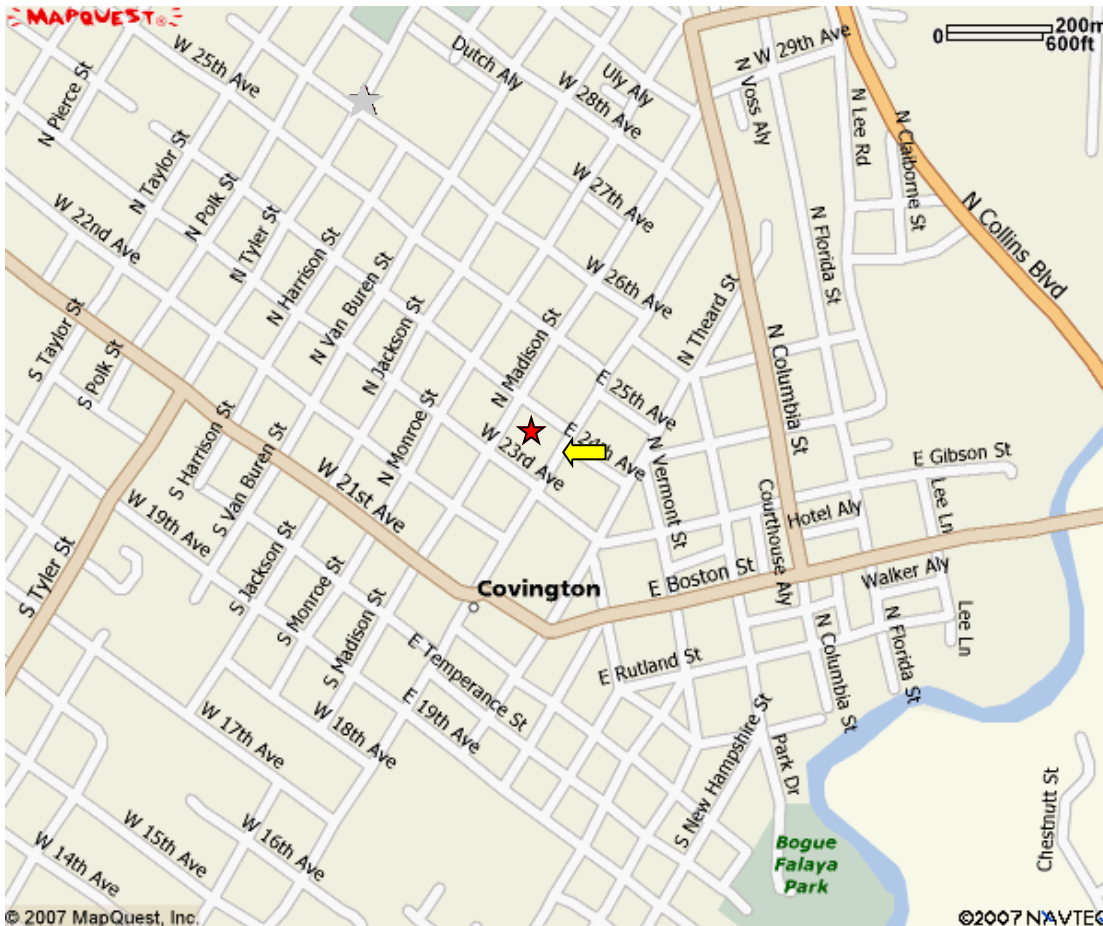 MAPQUEST®
200m
0
600ft
W 25th Ave
Dutch Aly
W 29th Ave
N Pierce St
Uly Aly
N Voss Aly
W 28th Ave
N Lee Rd
N Claiborne St
N Taylor St
W 27th Ave
N Polk St
N Collins Blvd
W 22nd Ave
N Tyler St
N Florida St
N Harrison St
W 26th Ave
N Van Buren St
N Theard St
S Taylor St
N Jackson St
N Madison St
N Columbia St
S Polk St
E 25th Ave
N Monroe St
S Harrison St
W 23rd Ave
E 24th Ave
N Vermont St
E Gibson St
S Van Buren St
W 21st Ave
Courthouse Aly
Lee Ln
Hotel Aly
W 19th Ave
S Tyler St
S Jackson St
S Monroe St
Covington
E Boston St
Walker Aly
S Madison St
E Temperance St
E Rutland St
N Columbia St
N Florida St
Lee Ln
W 17th Ave
W 18th Ave
E 19th Ave
S New Hampshire St
Park Dr
W 15th Ave
W 16th Ave
Bogue
Falaya
Park
Chestnutt St
W 14th Ave
© 2007 MapQuest, Inc.
©2007 NAVTEQ